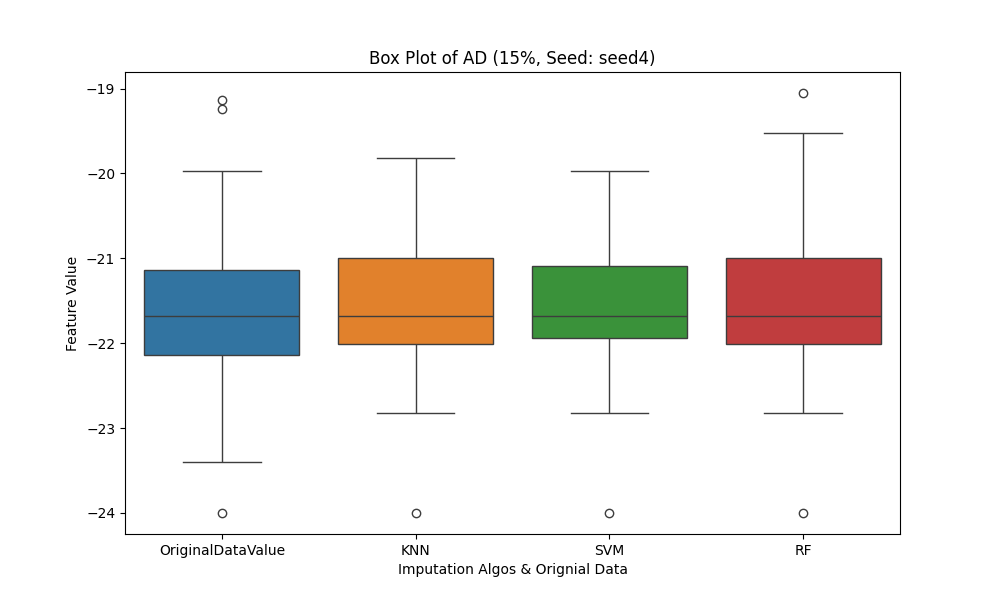 Box Plot of AD (15%, Seed: seed4)
−19
−20
−21
−22
−23
−24
Feature Value
OriginalDataValue
KNN
SVM
RF
Imputation Algos & Orignial Data